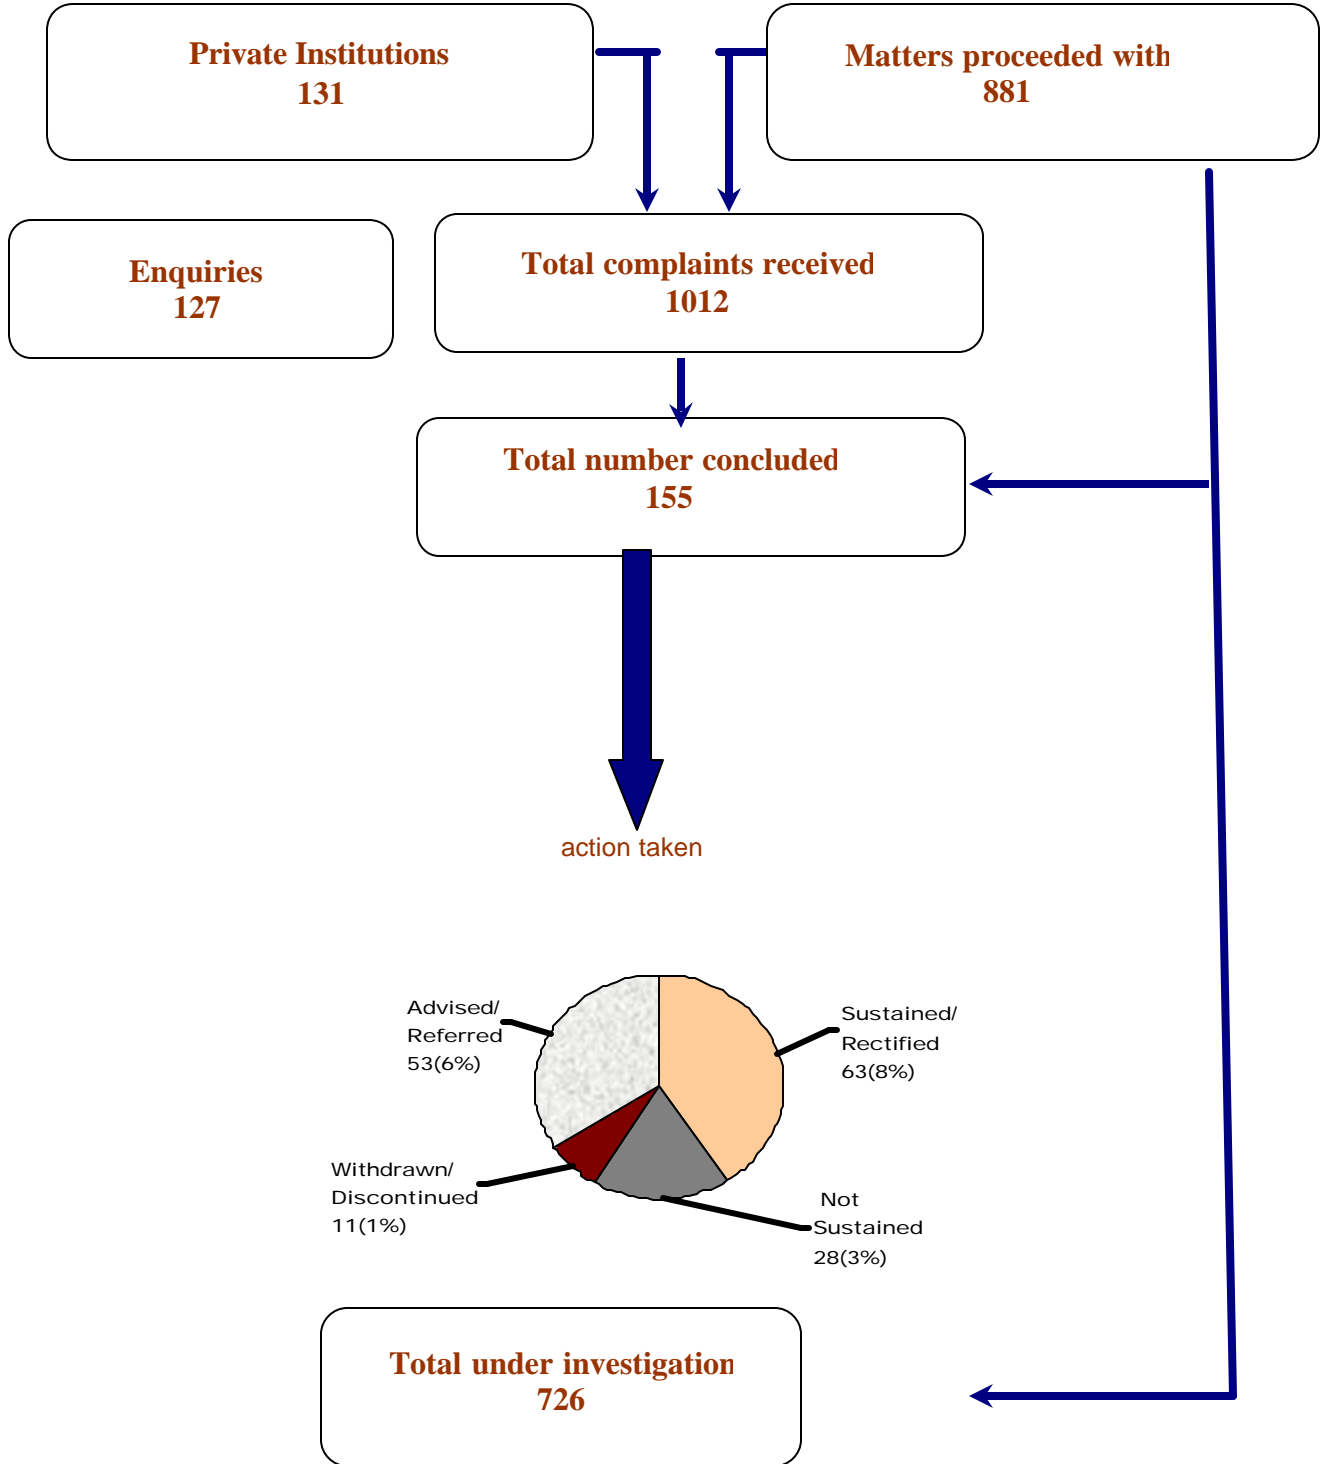 Private Institutions
131
Matters proceeded with
881
Enquiries
127
Total complaints received
1012
Total number concluded
155
action taken
Advised/
Referred
53(6%)
Sustained/
Rectified
63(8%)
Withdrawn/
Discontinued
11(1%)
Not
Sustained
28(3%)
Total under investigation
726